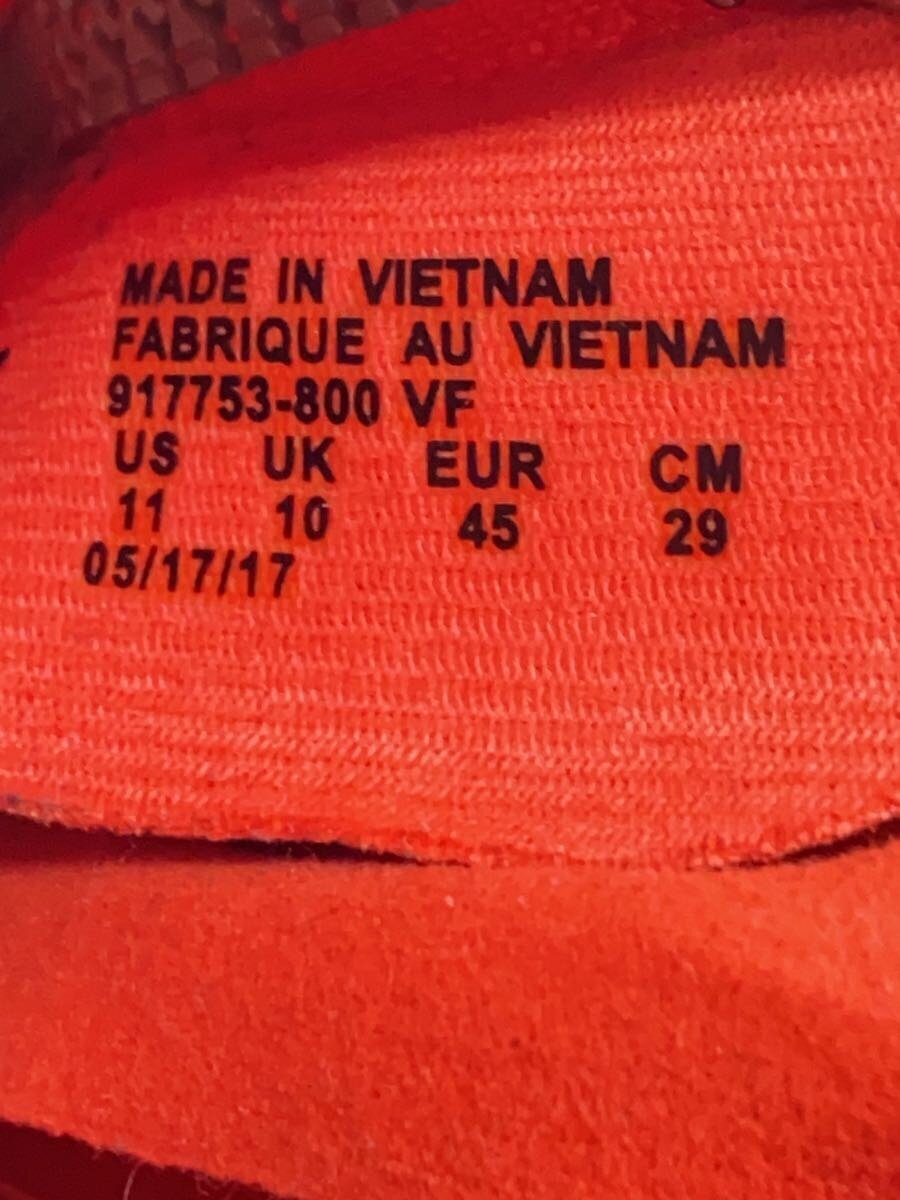 MADE IN VIETNAM
FABRIQUE AU VIETNAM
917753-800 VF
US UK EUR CM
11 10 45 29
05/17/17